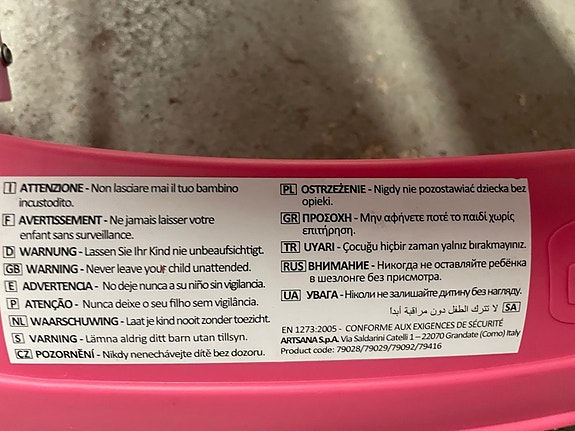 I ATTENZIONE - Non lasciare mai il tuo bambino
incustodito.
F AVERTISSEMENT - Ne jamais laisser votre
enfant sans surveillance.
D WARNUNG - Lassen Sie Ihr Kind nie unbeaufsichtigt.
GB WARNING - Never leave your child unattended.
E ADVERTENCIA - No deje nunca a su niño sin vigilancia.
P ATENÇÃO - Nunca deixe o seu filho sem vigilância.
NL WAARSCHUWING - Laat je kind nooit zonder toezicht.
S VARNING - Lämna aldrig ditt barn utan tillsyn.
CZ POZORNĚNÍ - Nikdy nenechávejte dítě bez dozoru.
PL OSTRZEŻENIE - Nigdy nie pozostawiać dziecka bez
opieki.
GR ΠΡΟΣΟΧΗ - Μην αφήνετε ποτέ το παιδί χωρίς
επιτήρηση.
TR UYARI - Çocuğu hiçbir zaman yalnız bırakmayınız.
RUS ВНИМАНИЕ - Никогда не оставляйте ребёнка
в шезлонге без присмотра.
UA УВАГА - Ніколи не залишайте дитину без нагляду.
SA لا تترك الطفل دون مراقبة أبدا
EN 1273:2005 - CONFORME AUX EXIGENCES DE SÉCURITÉ
ARTSANA S.p.A. Via Saldarini Catelli 1 – 22070 Grandate (Como) Italy
Product code: 79028/79029/79092/79416